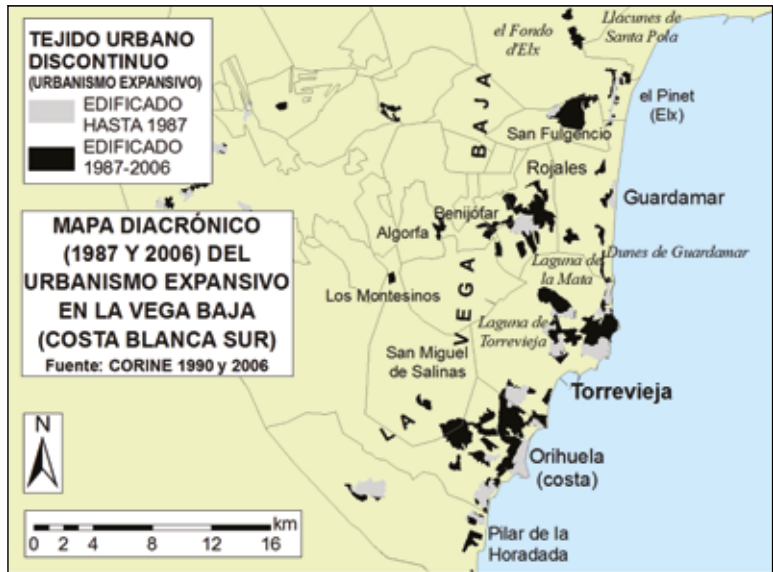 TEJIDO URBANO
DISCONTINUO
(URBANISMO EXPANSIVO)
EDIFICADO
HASTA 1987
EDIFICADO
1987-2006
MAPA DIACRÓNICO
(1987 Y 2006) DEL
URBANISMO EXPANSIVO
EN LA VEGA BAJA
(COSTA BLANCA SUR)
Fuente: CORINE 1990 y 2006
N
km
0 2 4 8 12 16
Llacunes de
Santa Pola
el Fondo
d'Elx
el Pinet
(Elx)
San Fulgencio
Rojales
Guardamar
Benijófar
Algorfa
Dunes de Guardamar
Laguna de
la Mata
Los Montesinos
Laguna de
Torrevieja
San Miguel
de Salinas
Torrevieja
Orihuela
(costa)
Pilar de la
Horadada
LA VEGA BAJA